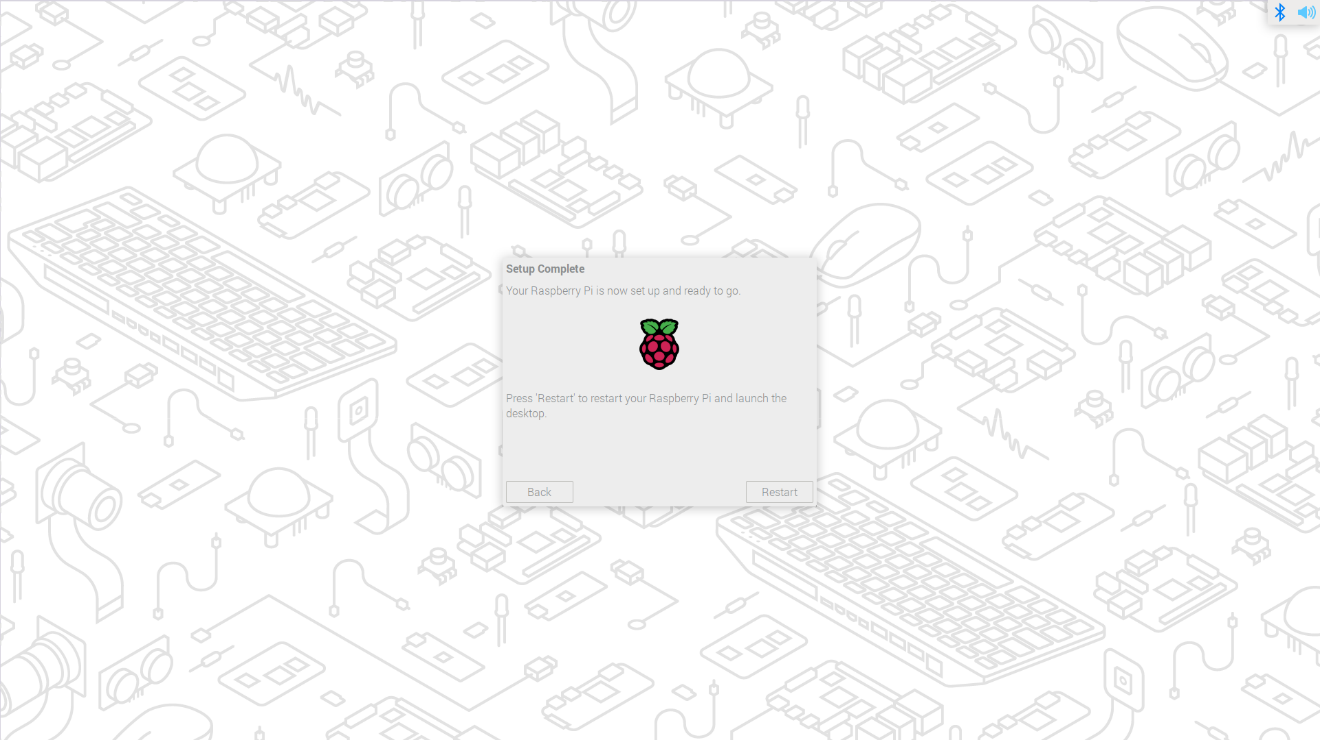 Setup Complete
Your Raspberry Pi is now set up and ready to go.
Press 'Restart' to restart your Raspberry Pi and launch the
desktop.
Back
Restart